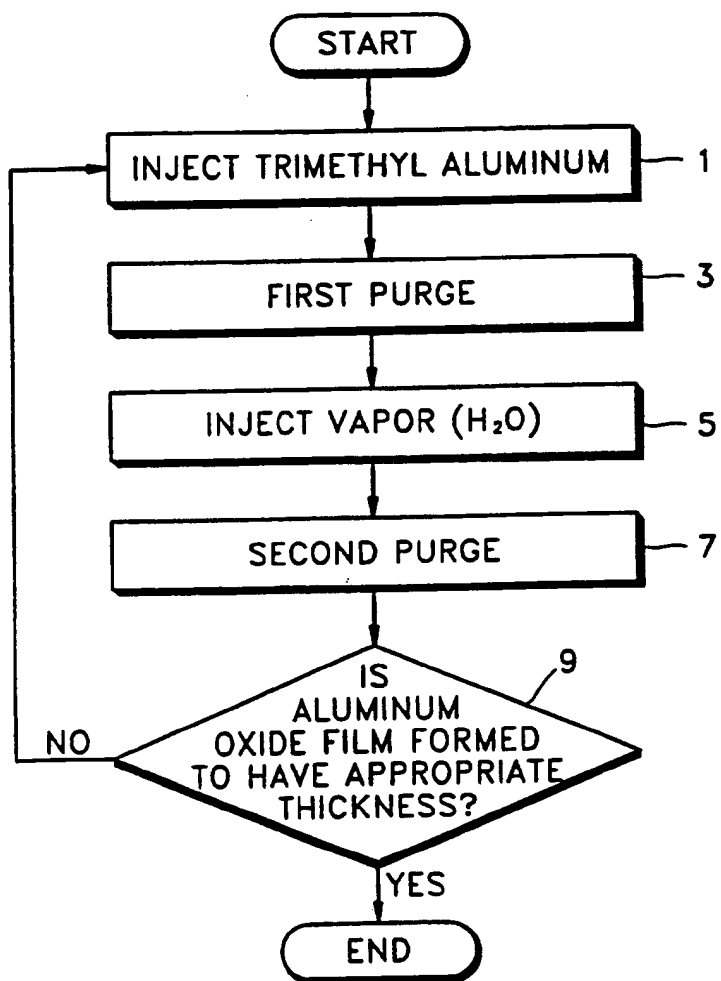 START
INJECT TRIMETHYL ALUMINUM
1
FIRST PURGE
3
INJECT VAPOR (H₂O)
5
SECOND PURGE
7
9
IS
ALUMINUM
OXIDE FILM FORMED
TO HAVE APPROPRIATE
THICKNESS?
NO
YES
END